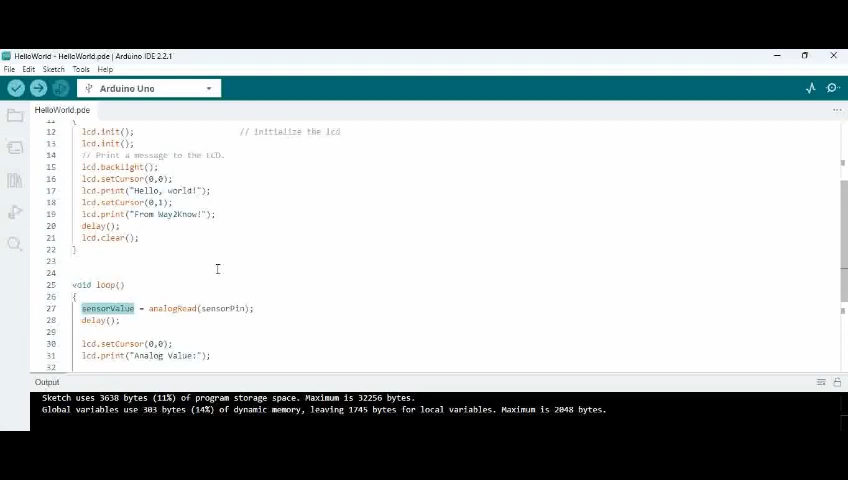 HelloWorld - HelloWorld.pde | Arduino IDE 2.2.1
File Edit Sketch Tools Help
Arduino Uno
HelloWorld.pde
11 {
12 lcd.init(); // initialize the lcd
13 lcd.init();
14 // Print a message to the LCD.
15 lcd.backlight();
16 lcd.setCursor(0,0);
17 lcd.print("Hello, world!");
18 lcd.setCursor(0,1);
19 lcd.print("From Way2Know!");
20 delay();
21 lcd.clear();
22 }
23
24
25 void loop()
26 {
27 sensorValue = analogRead(sensorPin);
28 delay();
29
30 lcd.setCursor(0,0);
31 lcd.print("Analog Value:");
32
Output
Sketch uses 3638 bytes (11%) of program storage space. Maximum is 32256 bytes.
Global variables use 303 bytes (14%) of dynamic memory, leaving 1745 bytes for local variables. Maximum is 2048 bytes.